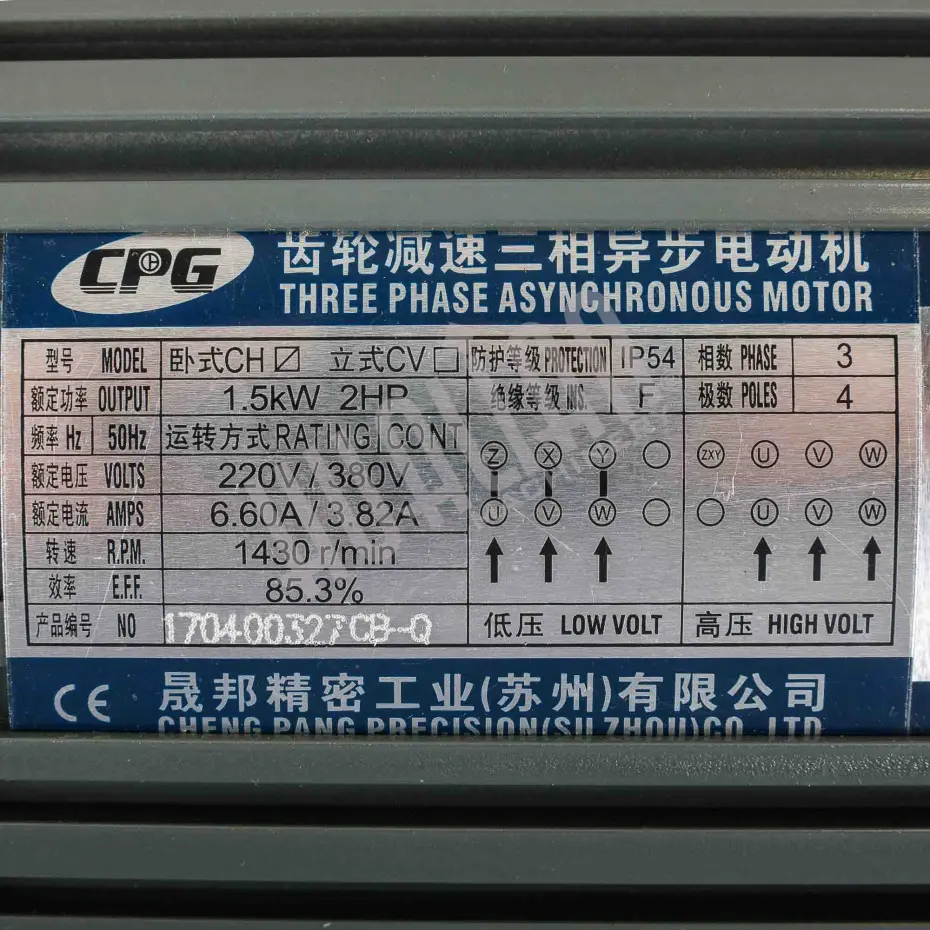 CPG 齿轮减速三相异步电动机
THREE PHASE ASYNCHRONOUS MOTOR
型号 MODEL 卧式CH 立式CV 防护等级 PROTECTION IP54 相数 PHASE 3
额定功率 OUTPUT 1.5kW 2HP 绝缘等级 INS. F 极数 POLES 4
频率 Hz 50Hz 运转方式 RATING CONT
Z X Y ZXY U V W
额定电压 VOLTS 220V / 380V
额定电流 AMPS 6.60A / 3.82A
U V W U V W
转速 R.P.M. 1430 r/min
效率 E.F.F. 85.3%
产品编号 NO 170400327CB-Q 低压 LOW VOLT 高压 HIGH VOLT
CE 晟邦精密工业(苏州)有限公司
CHENG PANG PRECISION(SUZHOU)CO.,LTD